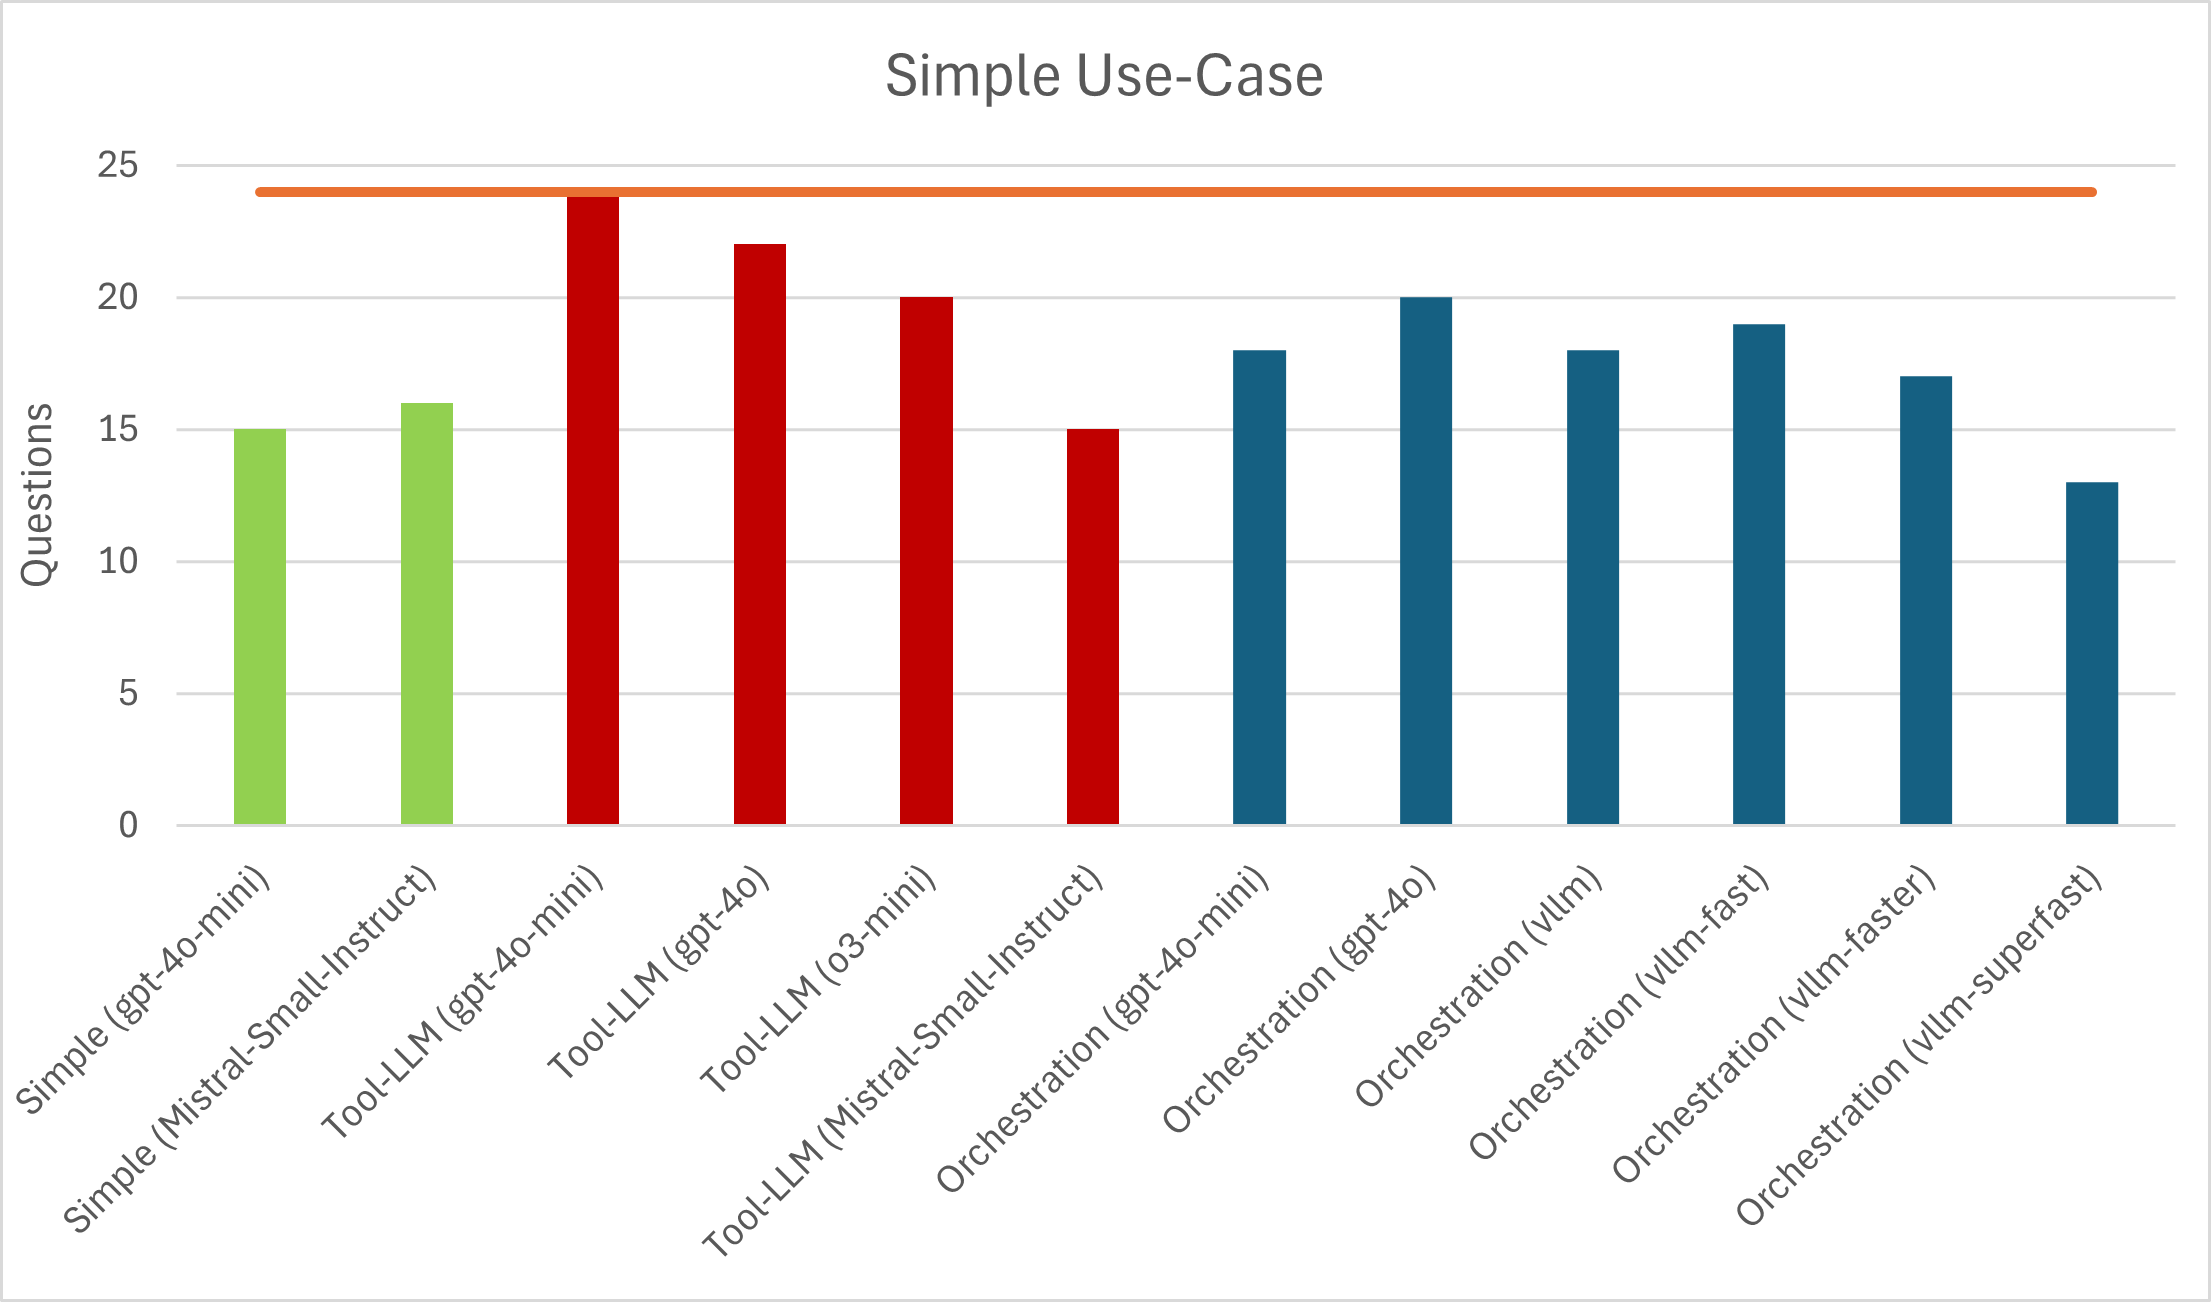 Simple Use-Case
Questions
25
20
15
10
5
0
Simple (gpt-4o-mini)
Simple (Mistral-Small-Instruct)
Tool-LLM (gpt-4o-mini)
Tool-LLM (gpt-4o)
Tool-LLM (o3-mini)
Tool-LLM (Mistral-Small-Instruct)
Orchestration (gpt-4o-mini)
Orchestration (gpt-4o)
Orchestration (vllm)
Orchestration (vllm-fast)
Orchestration (vllm-faster)
Orchestration (vllm-superfast)